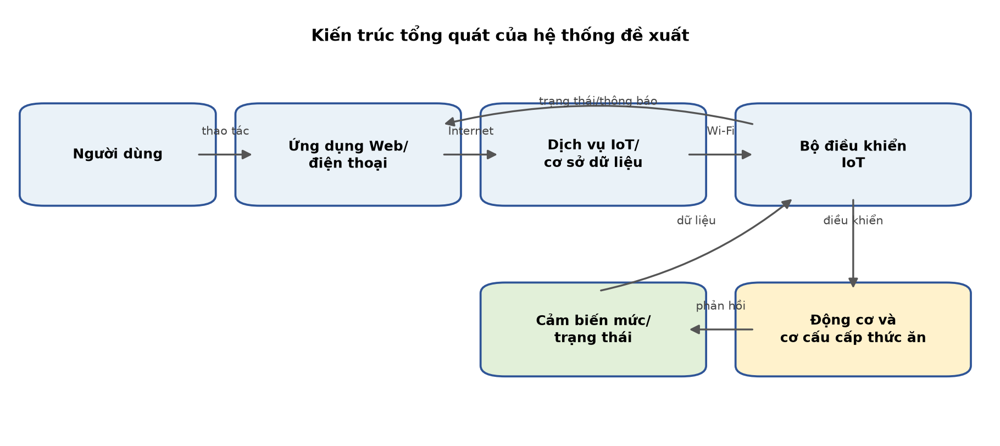 Kiến trúc tổng quát của hệ thống đề xuất
trạng thái/thông báo
thao tác
Internet
Wi-Fi
Người dùng
Ứng dụng Web/
điện thoại
Dịch vụ IoT/
cơ sở dữ liệu
Bộ điều khiển
IoT
dữ liệu
điều khiển
phản hồi
Cảm biến mức/
trạng thái
Động cơ và
cơ cấu cấp thức ăn